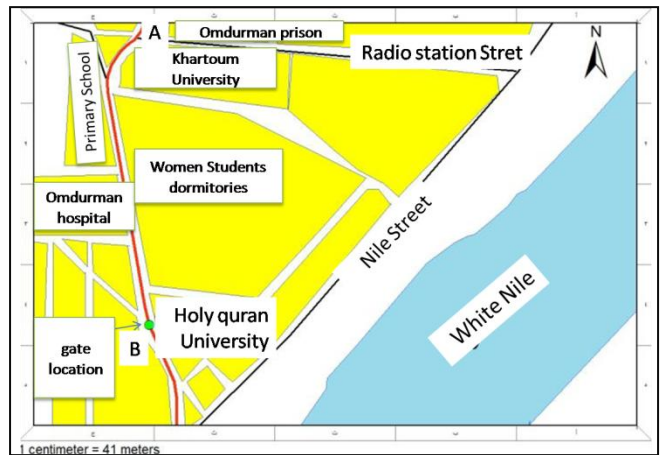 A
Omdurman prison
N
Radio station Stret
Khartoum
University
Primary School
Women Students
dormitories
Omdurman
hospital
Nile Street
White Nile
Holy quran
University
gate
location
B
1 centimeter = 41 meters